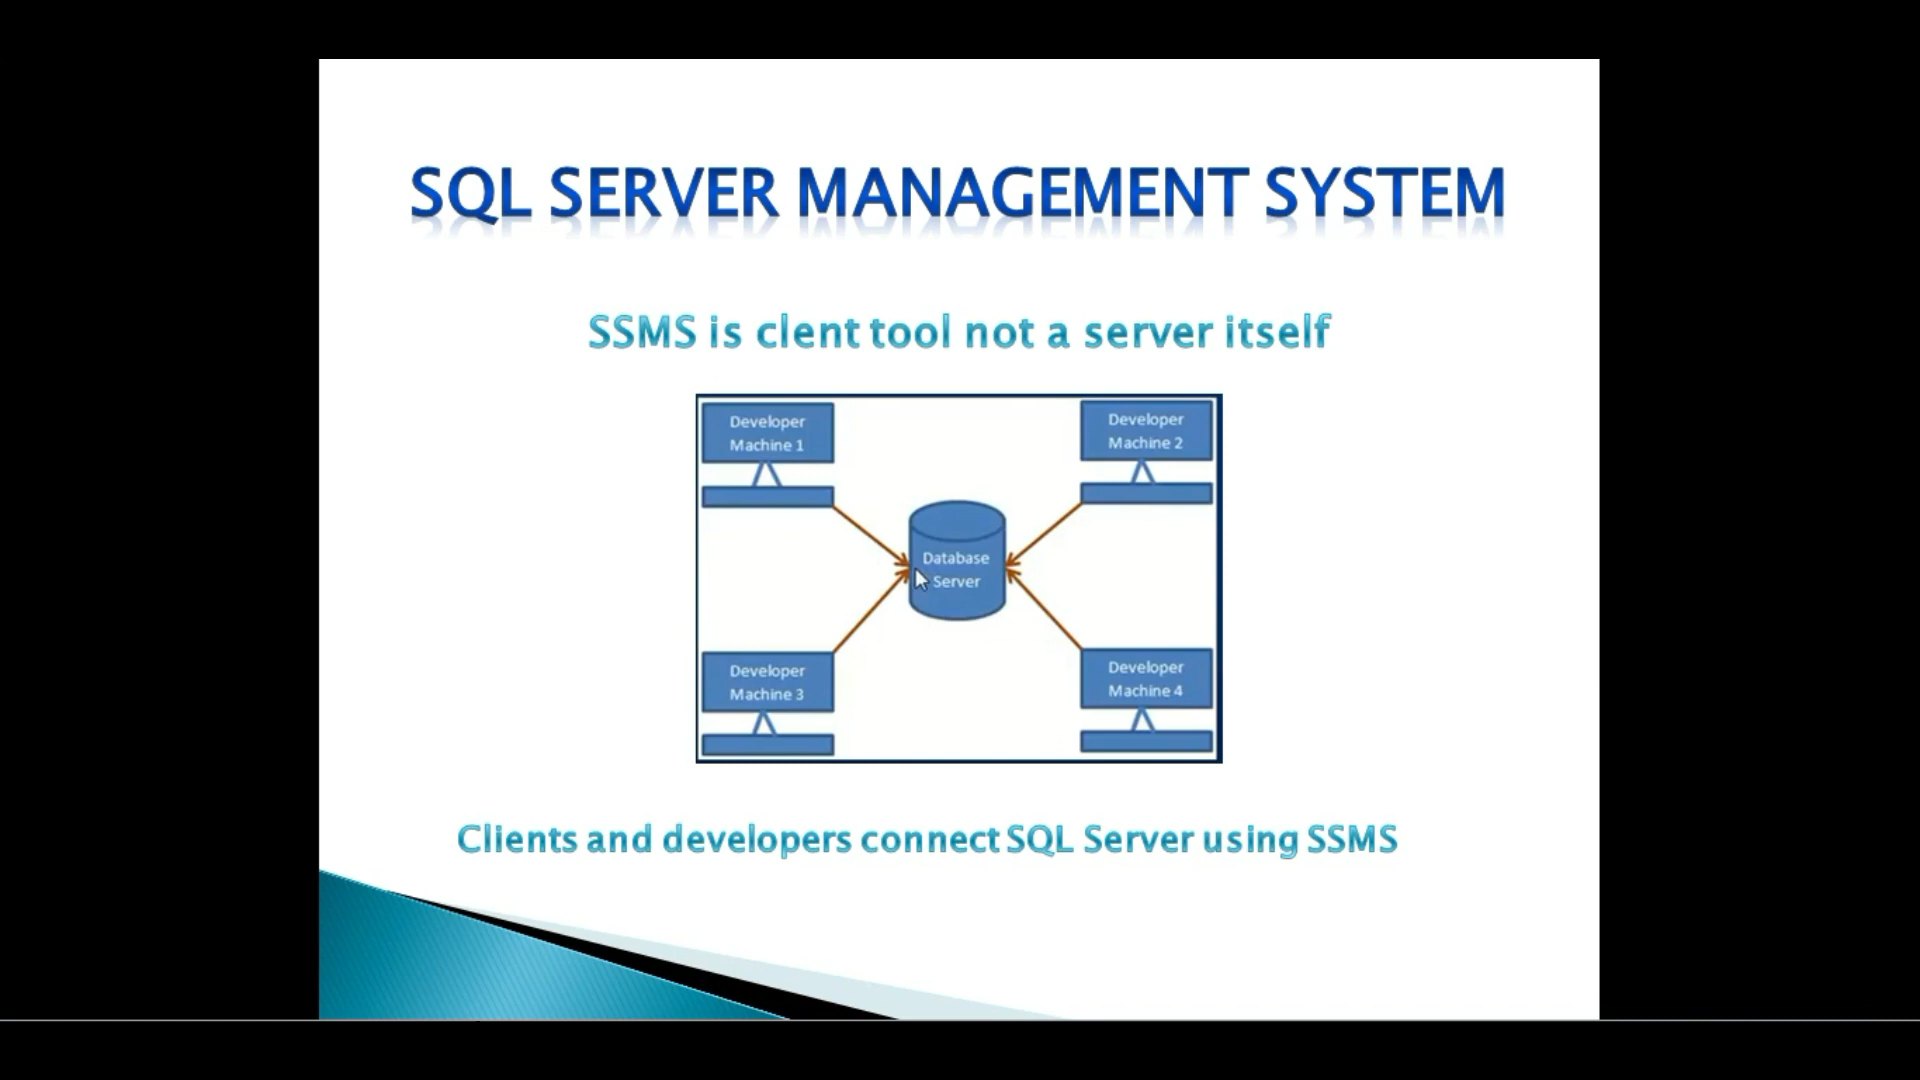 SQL SERVER MANAGEMENT SYSTEM
SSMS is clent tool not a server itself
Developer
Machine 1
Developer
Machine 2
Database
Server
Developer
Machine 3
Developer
Machine 4
Clients and developers connect SQL Server using SSMS